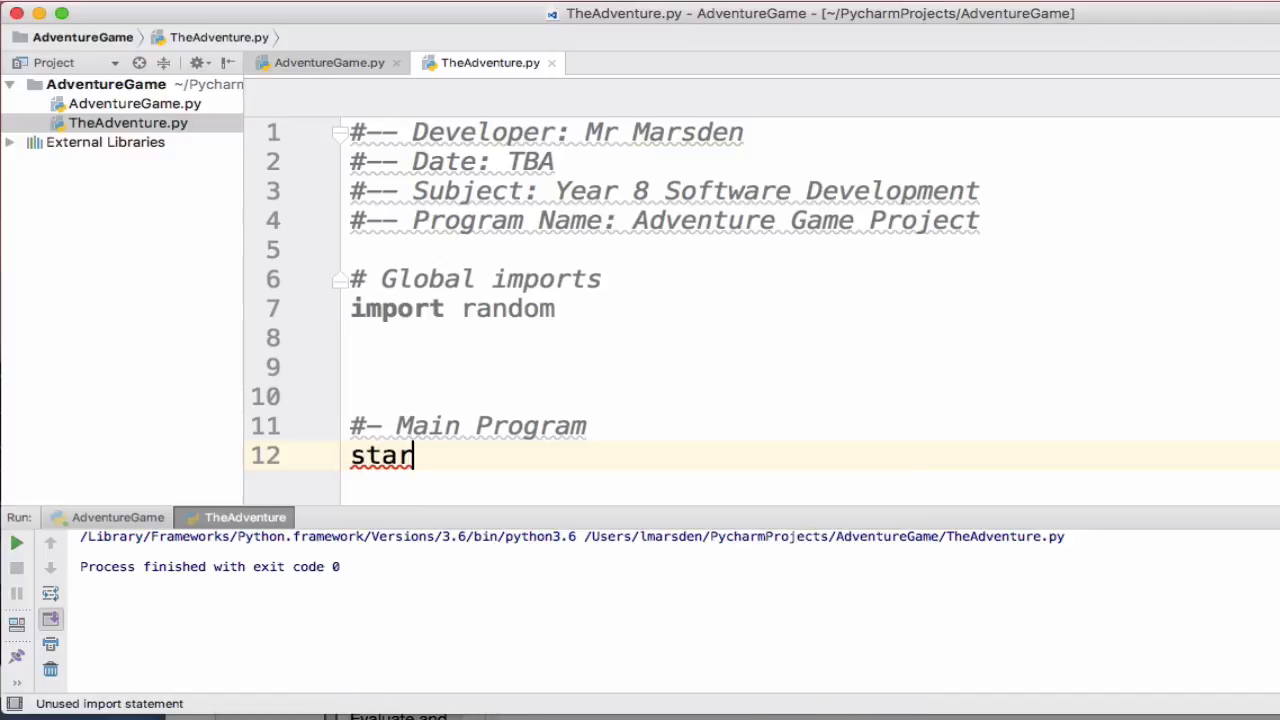 TheAdventure.py - AdventureGame - [~/PycharmProjects/AdventureGame]
AdventureGame TheAdventure.py
Project AdventureGame.py TheAdventure.py
AdventureGame ~/Pycharm
AdventureGame.py
TheAdventure.py
External Libraries
1 #-- Developer: Mr Marsden
2 #-- Date: TBA
3 #-- Subject: Year 8 Software Development
4 #-- Program Name: Adventure Game Project
5
6 # Global imports
7 import random
8
9
10
11 #- Main Program
12 star
Run: AdventureGame TheAdventure
/Library/Frameworks/Python.framework/Versions/3.6/bin/python3.6 /Users/lmarsden/PycharmProjects/AdventureGame/TheAdventure.py
Process finished with exit code 0
Unused import statement
Evaluate and